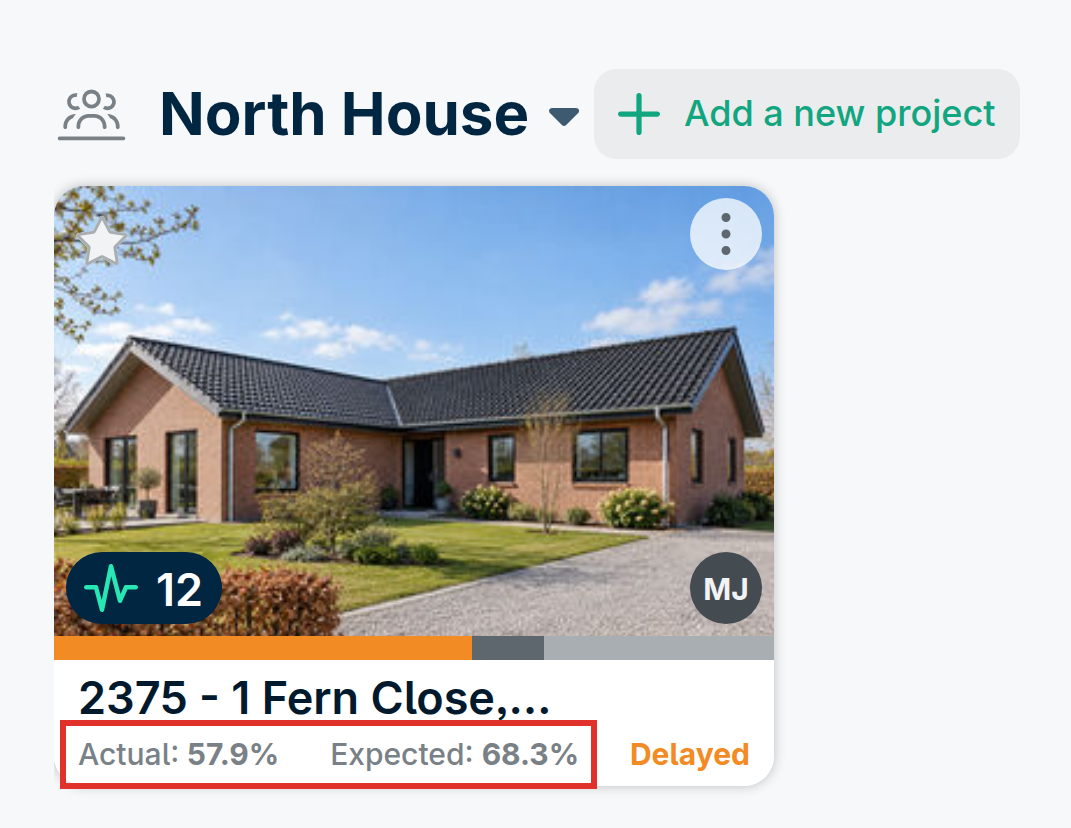 North House
Add a new project
12
MJ
2375 - 1 Fern Close,...
Actual: 57.9% Expected: 68.3% Delayed